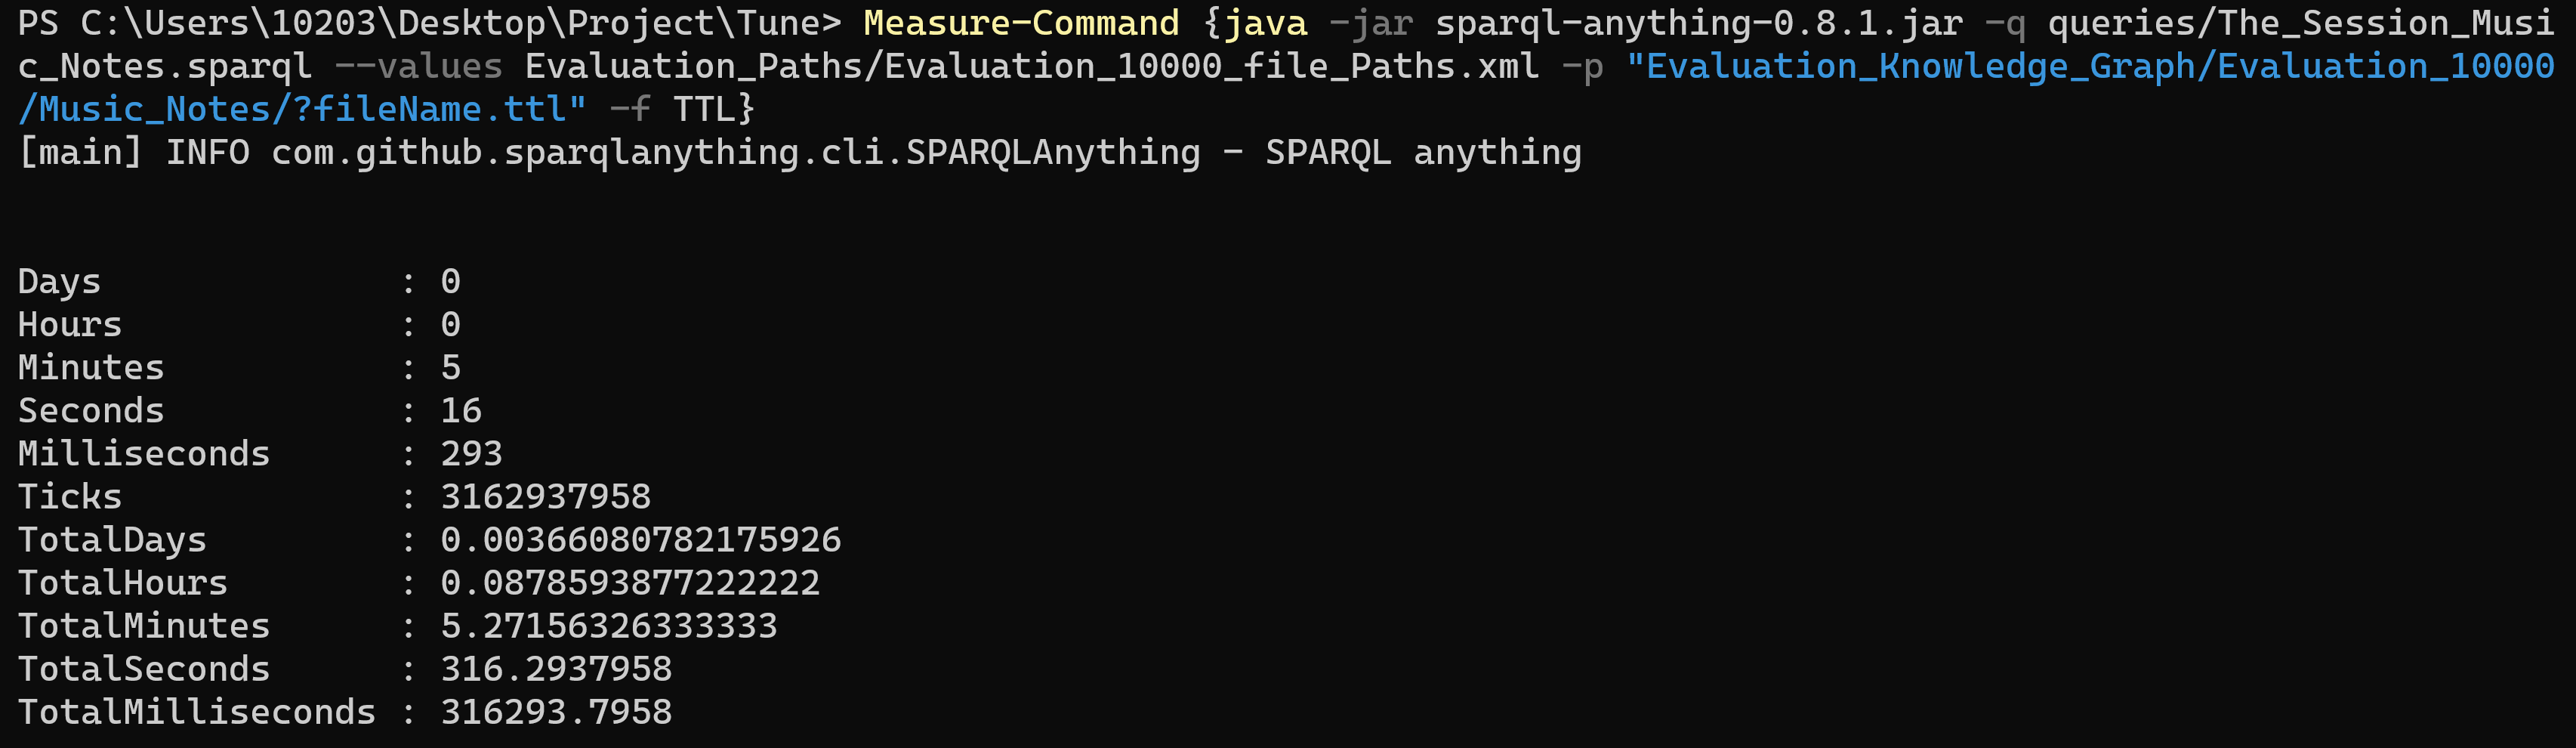 PS C:\Users\10203\Desktop\Project\Tune> Measure-Command {java -jar sparql-anything-0.8.1.jar -q queries/The_Session_Musi
c_Notes.sparql --values Evaluation_Paths/Evaluation_10000_file_Paths.xml -p "Evaluation_Knowledge_Graph/Evaluation_10000
/Music_Notes/?fileName.ttl" -f TTL}
[main] INFO com.github.sparqlanything.cli.SPARQLAnything - SPARQL anything
Days : 0
Hours : 0
Minutes : 5
Seconds : 16
Milliseconds : 293
Ticks : 3162937958
TotalDays : 0.00366080782175926
TotalHours : 0.0878593877222222
TotalMinutes : 5.27156326333333
TotalSeconds : 316.2937958
TotalMilliseconds : 316293.7958